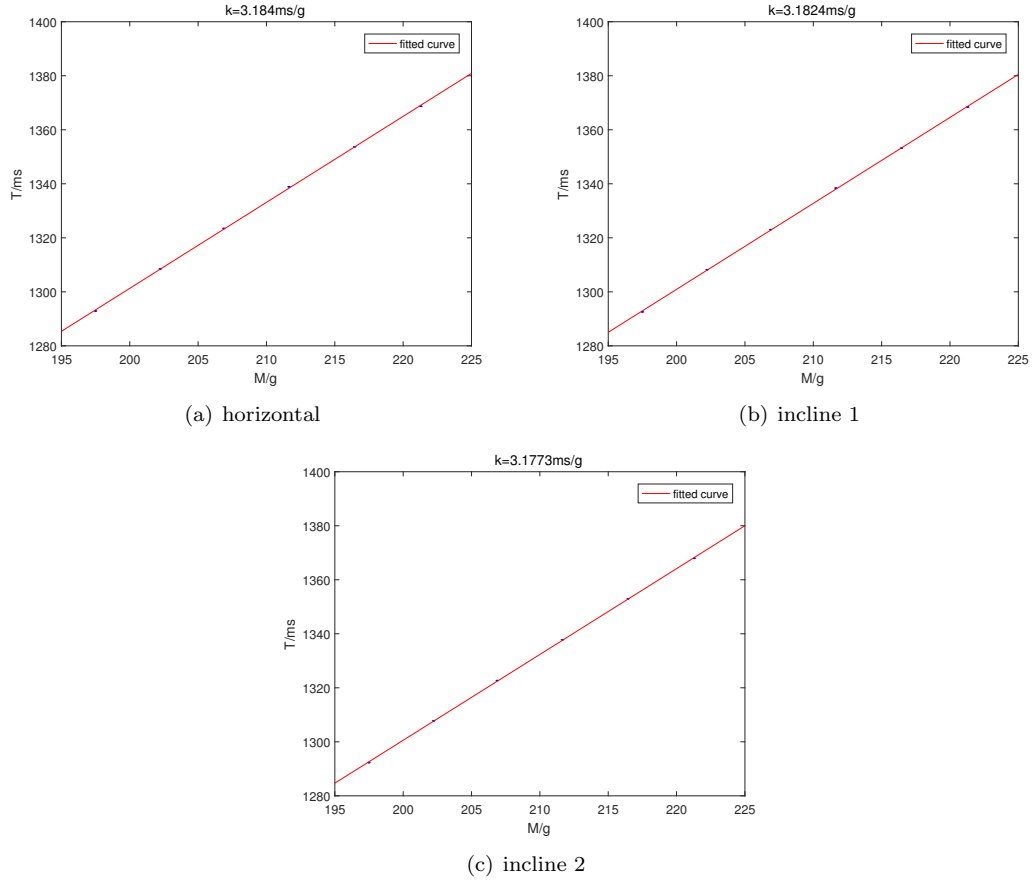 k=3.184ms/g
1400
1380
1360
1340
1320
1300
1280
T/ms
fitted curve
195 200 205 210 215 220 225
M/g
(a) horizontal
k=3.1824ms/g
1400
1380
1360
1340
1320
1300
1280
T/ms
fitted curve
195 200 205 210 215 220 225
M/g
(b) incline 1
k=3.1773ms/g
1400
1380
1360
1340
1320
1300
1280
T/ms
fitted curve
195 200 205 210 215 220 225
M/g
(c) incline 2